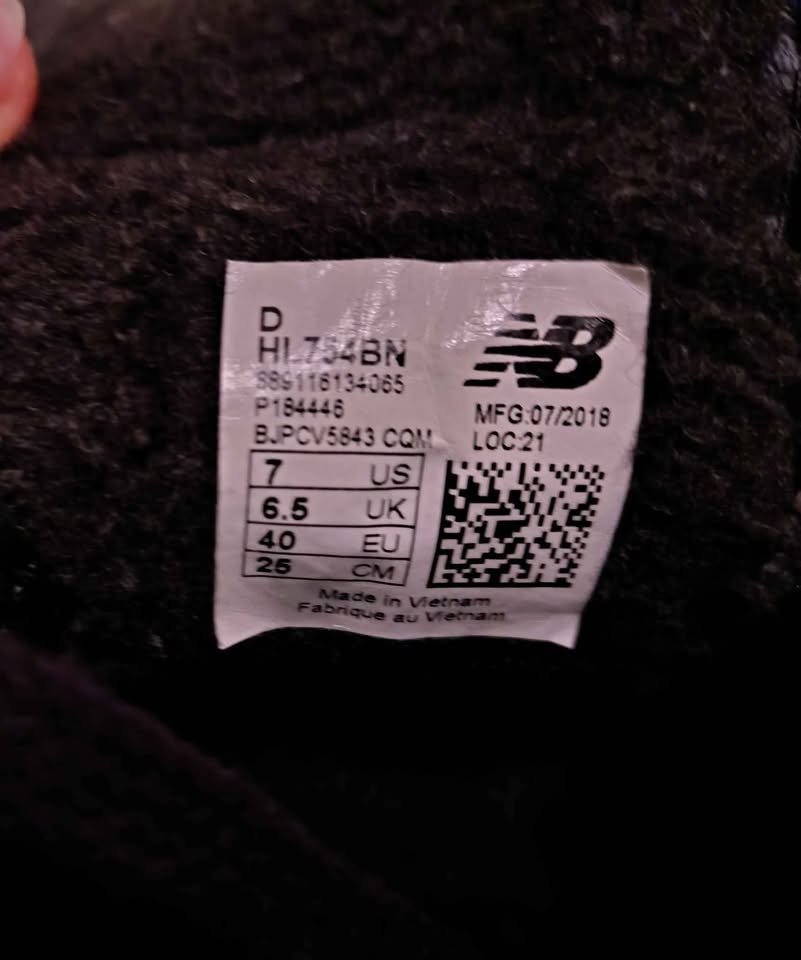 D
HL754BN
889116134065
P184446
BJPCV5843 CQM
NB
MFG:07/2018
LOC:21
7 US
6.5 UK
40 EU
25 CM
Made in Vietnam
Fabrique au Vietnam